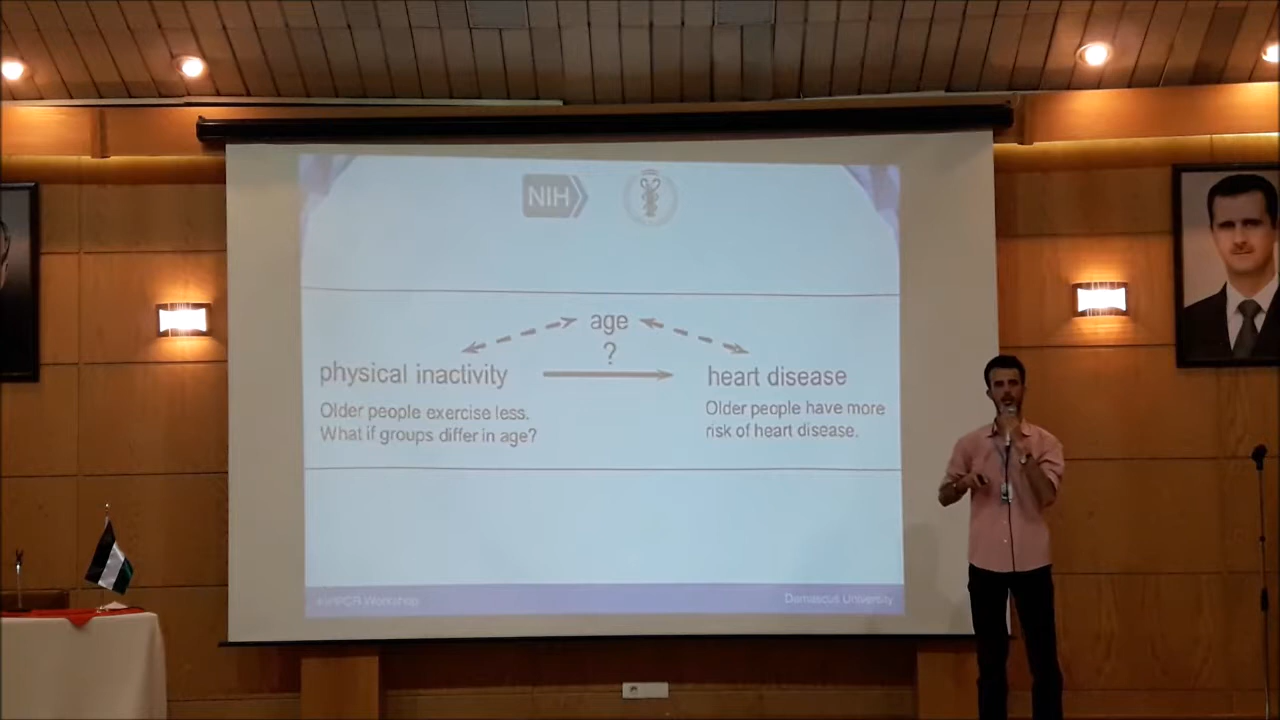 NIH
age
?
physical inactivity
heart disease
Older people exercise less.
What if groups differ in age?
Older people have more
risk of heart disease.
Workshop
Damascus University